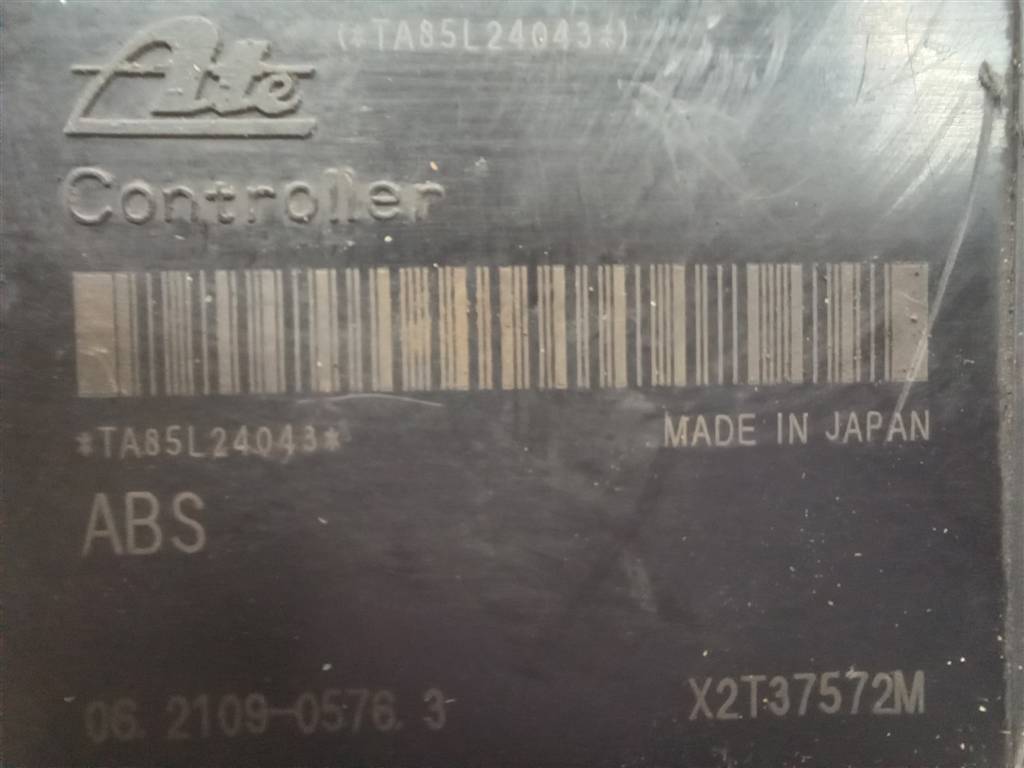 (*TA85L24043*)
Ate
Controller
*TA85L24043*
MADE IN JAPAN
ABS
06.2109-0576.3
X2T37572M